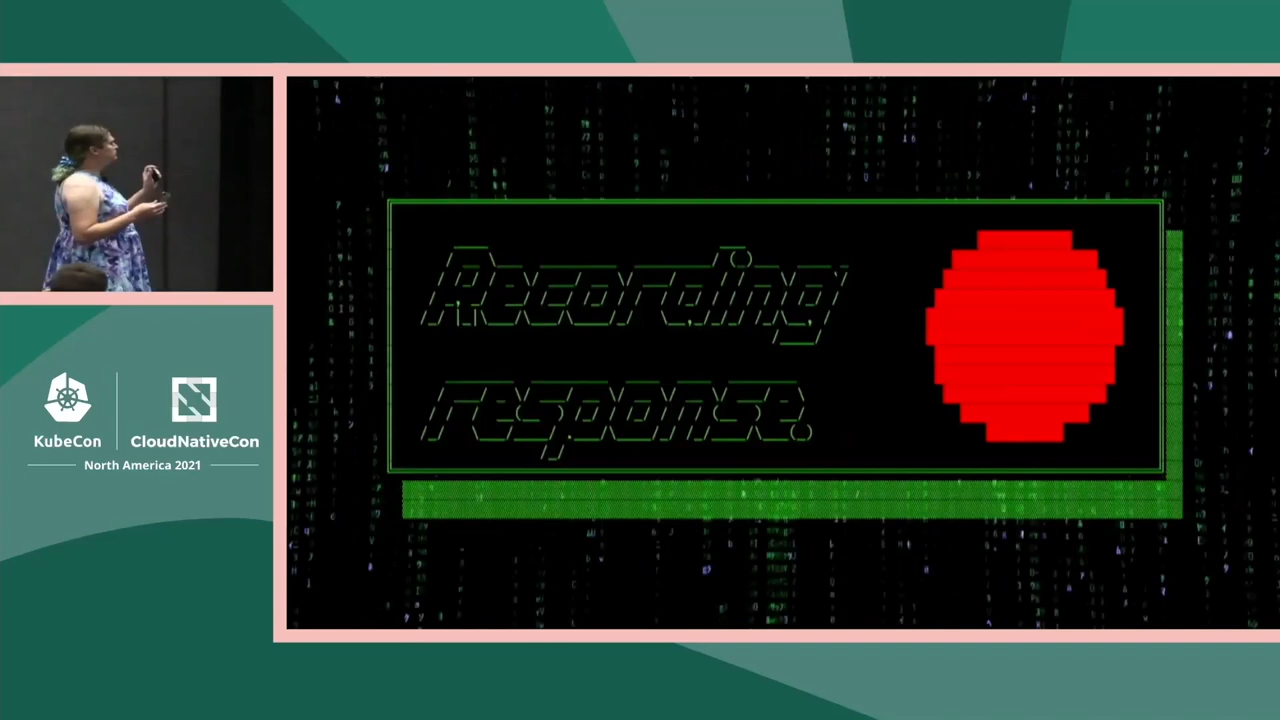 Recording
response.
KubeCon
CloudNativeCon
North America 2021